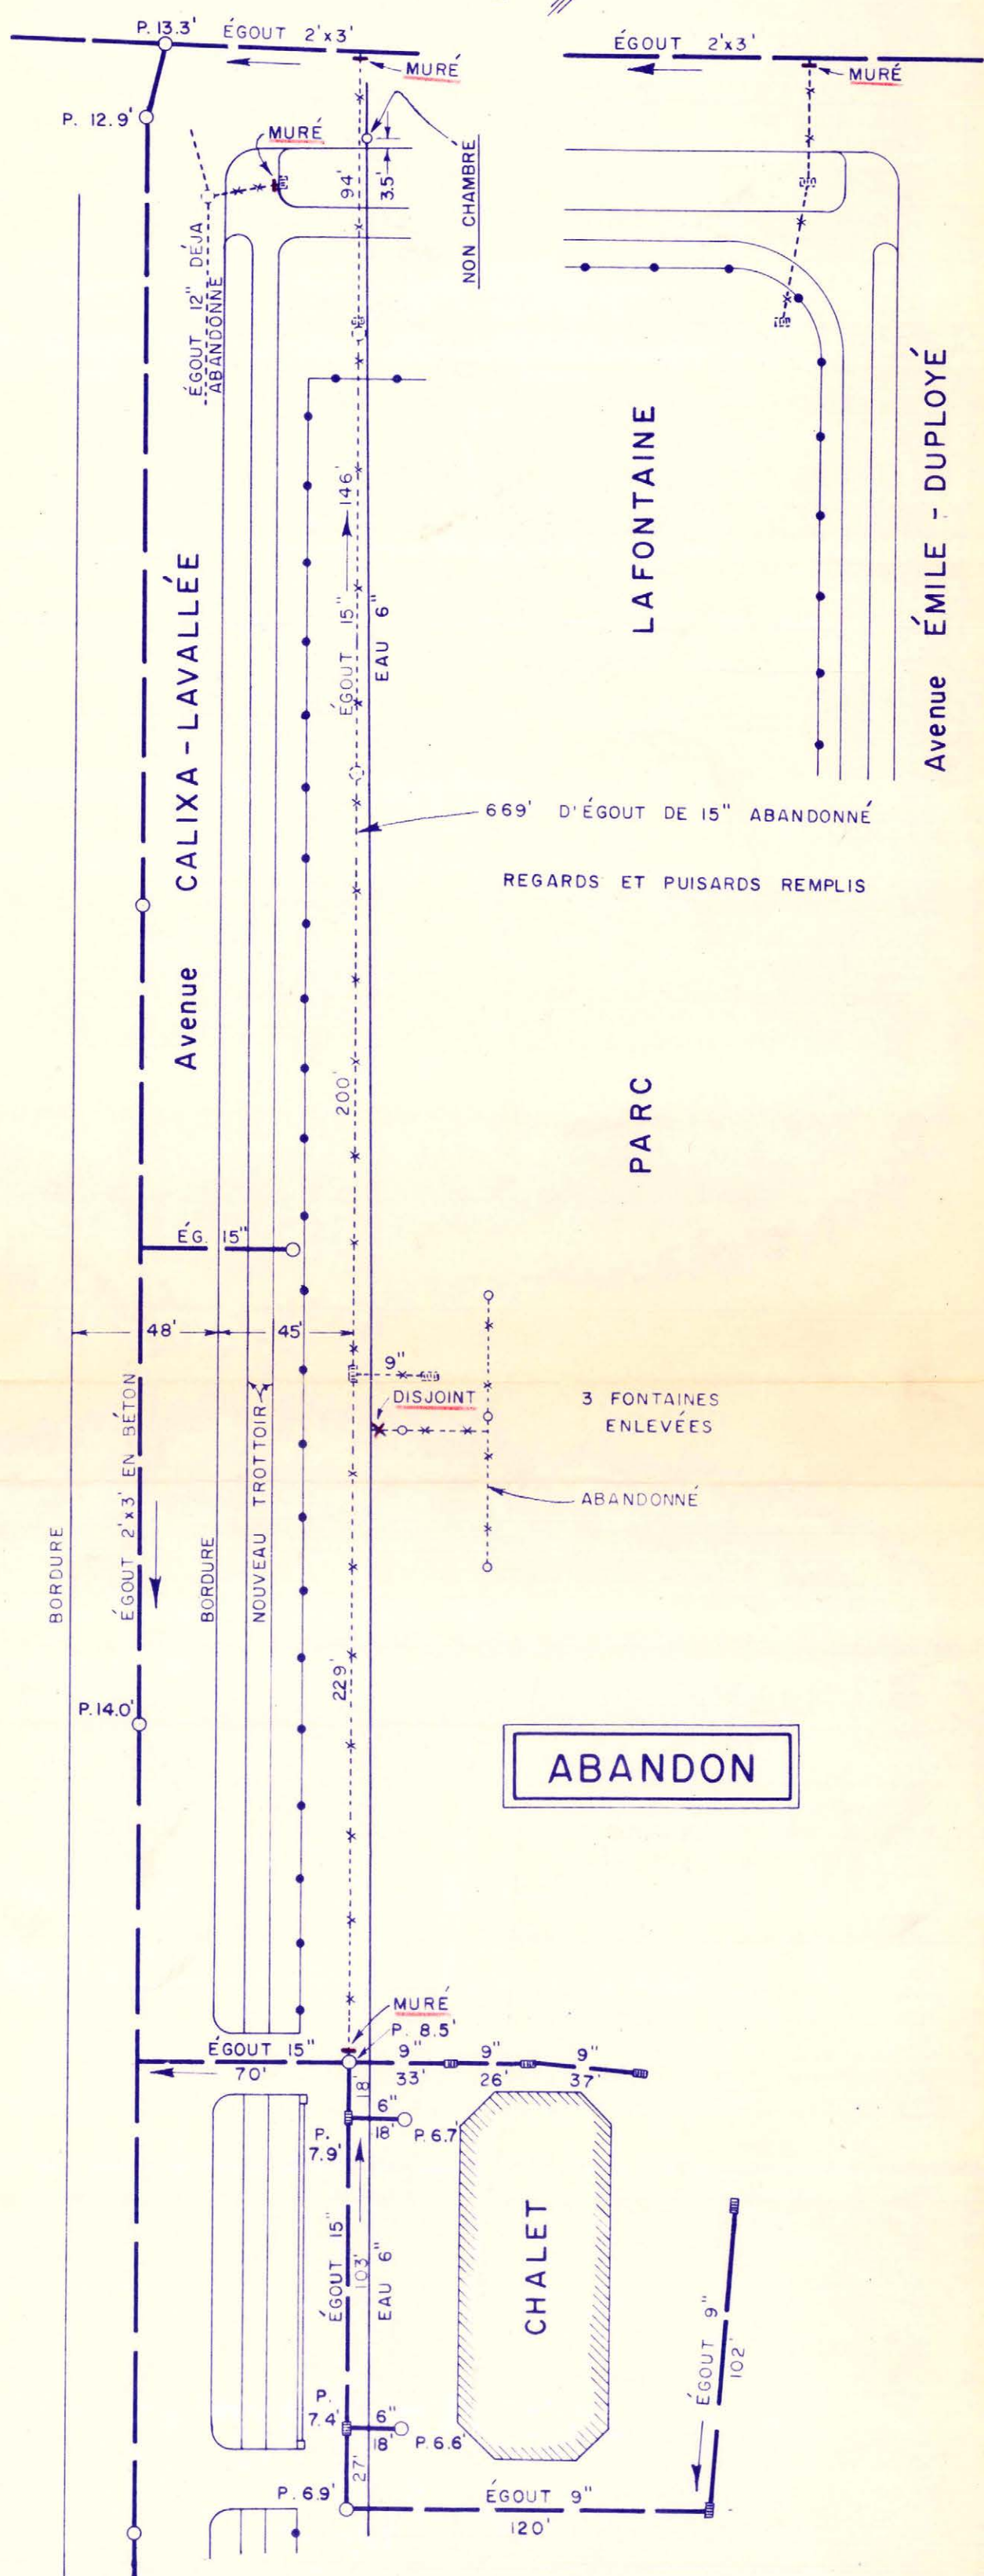 P. 13.3'
ÉGOUT 2'x3'
MURÉ
ÉGOUT 2'x3'
MURÉ
P. 12.9'
MURÉ
94'
3.5'
NON CHAMBRÉ
ÉGOUT 12" DÉJA
ABANDONNÉ
Avenue CALIXA-LAVALLÉE
ÉGOUT 15"
146'
EAU 6"
LAFONTAINE
Avenue ÉMILE - DUPLOYÉ
669' D'ÉGOUT DE 15" ABANDONNÉ
REGARDS ET PUISARDS REMPLIS
200'
PARC
ÉG. 15"
48'
45'
9"
DISJOINT
3 FONTAINES
ENLEVÉES
ABANDONNÉ
BORDURE
ÉGOUT 2'x3' EN BÉTON
BORDURE
NOUVEAU TROTTOIR
229'
P. 14.0'
ABANDON
MURÉ
P. 8.5'
ÉGOUT 15"
70'
9"
33'
9"
26'
9"
37'
18'
6"
18'
P. 6.7'
P.
7.9'
ÉGOUT 15"
103'
EAU 6"
CHALET
ÉGOUT 9"
102'
P.
7.4'
6"
18'
P. 6.6'
27'
P. 6.9'
ÉGOUT 9"
120'